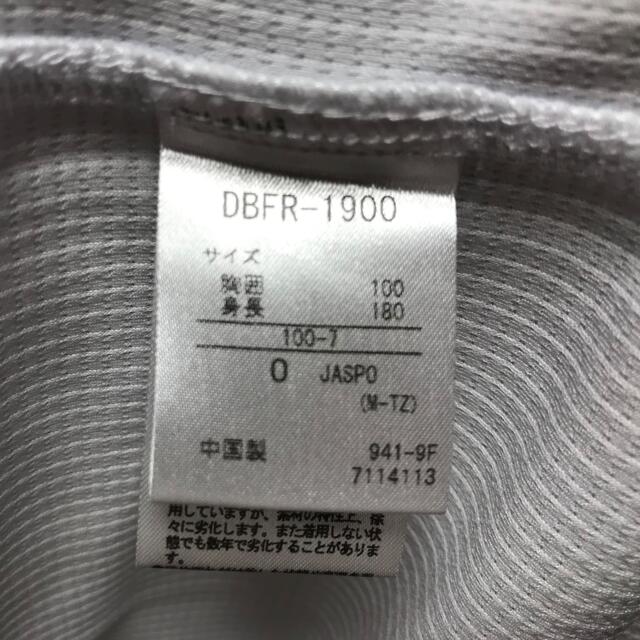 DBFR-1900
サイズ
胸囲 100
身長 180
100-7
O JASPO
(M-TZ)
中国製 941-9F
7114113
用していますが、素材の特性上、徐
々に劣化します。また着用しない状
態でも数年で劣化することがありま
す。